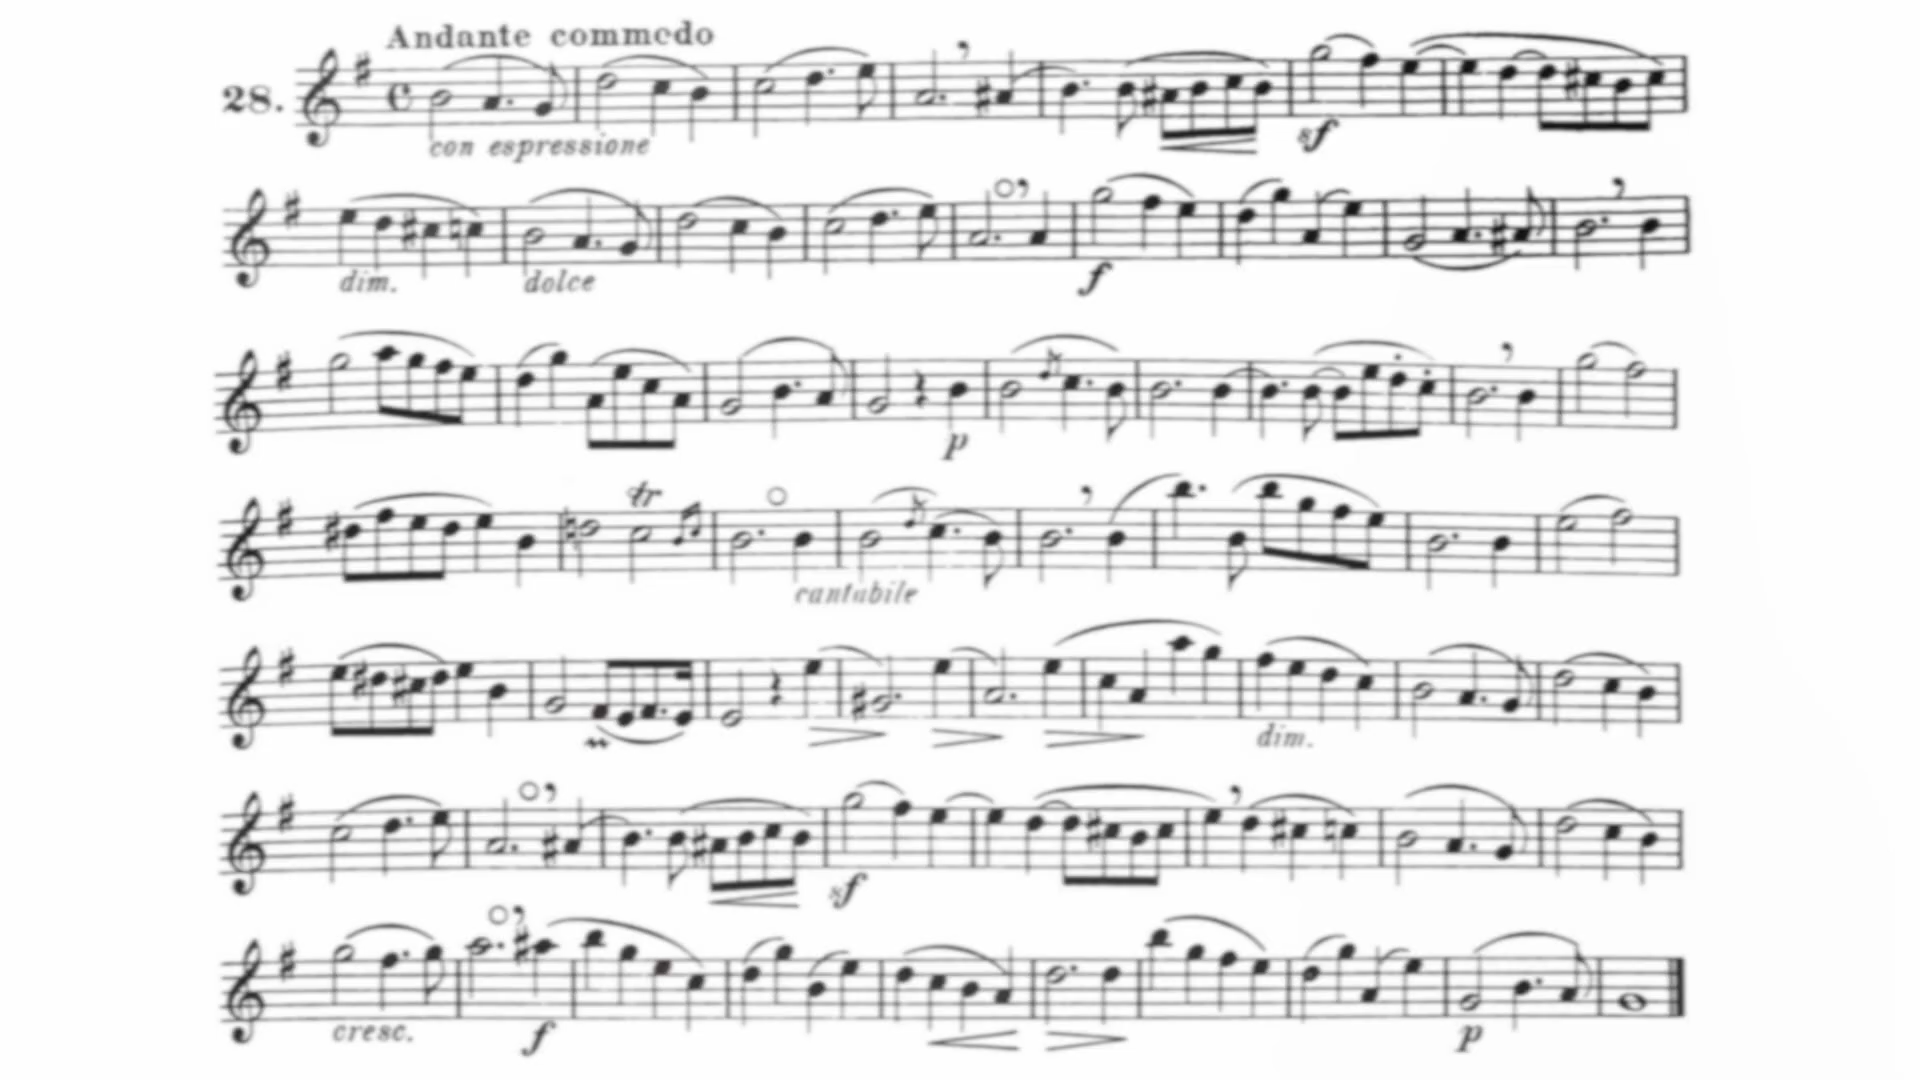 Andante commodo
28.
con espressione
sf
dim.
dolce
f
p
tr
cantabile
dim.
sf
cresc.
f
p